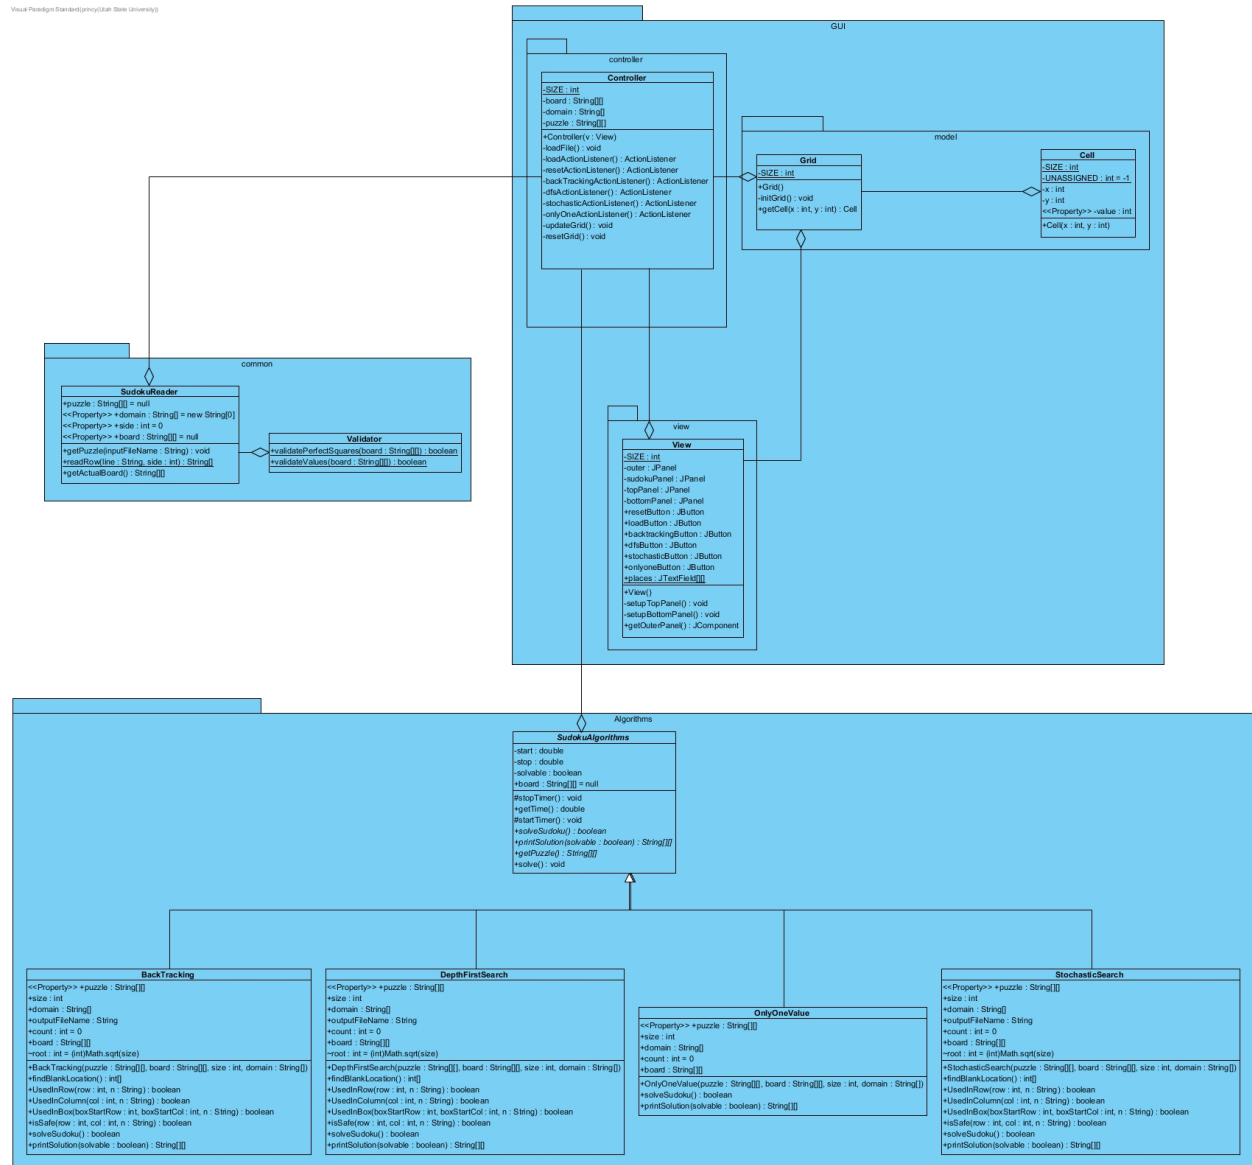 Visual Paradigm Standard(princy(Utah State University))
GUI
controller
Controller
-SIZE : int
-board : String[][]
-domain : String[]
-puzzle : String[][]
+Controller(v : View)
-loadFile() : void
-loadActionListener() : ActionListener
-resetActionListener() : ActionListener
-backTrackingActionListener() : ActionListener
-dfsActionListener() : ActionListener
-stochasticActionListener() : ActionListener
-onlyOneActionListener() : ActionListener
-updateGrid() : void
-resetGrid() : void
model
Grid
-SIZE : int
+Grid()
-initGrid() : void
+getCell(x : int, y : int) : Cell
Cell
-SIZE : int
-UNASSIGNED : int = -1
-x : int
-y : int
<<Property>> -value : int
+Cell(x : int, y : int)
common
SudokuReader
+puzzle : String[][] = null
<<Property>> +domain : String[] = new String[0]
<<Property>> +side : int = 0
<<Property>> +board : String[][] = null
+getPuzzle(inputFileName : String) : void
+readRow(line : String, side : int) : String[]
+getActualBoard() : String[][]
Validator
+validatePerfectSquares(board : String[][]) : boolean
+validateValues(board : String[][]) : boolean
view
View
-SIZE : int
-outer : JPanel
-sudokuPanel : JPanel
-topPanel : JPanel
-bottomPanel : JPanel
+resetButton : JButton
+loadButton : JButton
+backtrackingButton : JButton
+dfsButton : JButton
+stochasticButton : JButton
+onlyoneButton : JButton
+places : JTextField[][]
+View()
-setupTopPanel() : void
-setupBottomPanel() : void
+getOuterPanel() : JComponent
Algorithms
SudokuAlgorithms
-start : double
-stop : double
-solvable : boolean
+board : String[][] = null
#stopTimer() : void
+getTime() : double
#startTimer() : void
+solveSudoku() : boolean
+printSolution(solvable : boolean) : String[][]
+getPuzzle() : String[][]
+solve() : void
BackTracking
<<Property>> +puzzle : String[][]
+size : int
+domain : String[]
+outputFileName : String
+count : int = 0
+board : String[][]
~root : int = (int)Math.sqrt(size)
+BackTracking(puzzle : String[][], board : String[][], size : int, domain : String[])
+findBlankLocation() : int[]
+UsedInRow(row : int, n : String) : boolean
+UsedInColumn(col : int, n : String) : boolean
+UsedInBox(boxStartRow : int, boxStartCol : int, n : String) : boolean
+isSafe(row : int, col : int, n : String) : boolean
+solveSudoku() : boolean
+printSolution(solvable : boolean) : String[][]
DepthFirstSearch
<<Property>> +puzzle : String[][]
+size : int
+domain : String[]
+outputFileName : String
+count : int = 0
+board : String[][]
~root : int = (int)Math.sqrt(size)
+DepthFirstSearch(puzzle : String[][], board : String[][], size : int, domain : String[])
+findBlankLocation() : int[]
+UsedInRow(row : int, n : String) : boolean
+UsedInColumn(col : int, n : String) : boolean
+UsedInBox(boxStartRow : int, boxStartCol : int, n : String) : boolean
+isSafe(row : int, col : int, n : String) : boolean
+solveSudoku() : boolean
+printSolution(solvable : boolean) : String[][]
OnlyOneValue
<<Property>> +puzzle : String[][]
+size : int
+domain : String[]
+count : int = 0
+board : String[][]
+OnlyOneValue(puzzle : String[][], board : String[][], size : int, domain : String[])
+solveSudoku() : boolean
+printSolution(solvable : boolean) : String[][]
StochasticSearch
<<Property>> +puzzle : String[][]
+size : int
+domain : String[]
+outputFileName : String
+count : int = 0
+board : String[][]
~root : int = (int)Math.sqrt(size)
+StochasticSearch(puzzle : String[][], board : String[][], size : int, domain : String[])
+findBlankLocation() : int[]
+UsedInRow(row : int, n : String) : boolean
+UsedInColumn(col : int, n : String) : boolean
+UsedInBox(boxStartRow : int, boxStartCol : int, n : String) : boolean
+isSafe(row : int, col : int, n : String) : boolean
+solveSudoku() : boolean
+printSolution(solvable : boolean) : String[][]